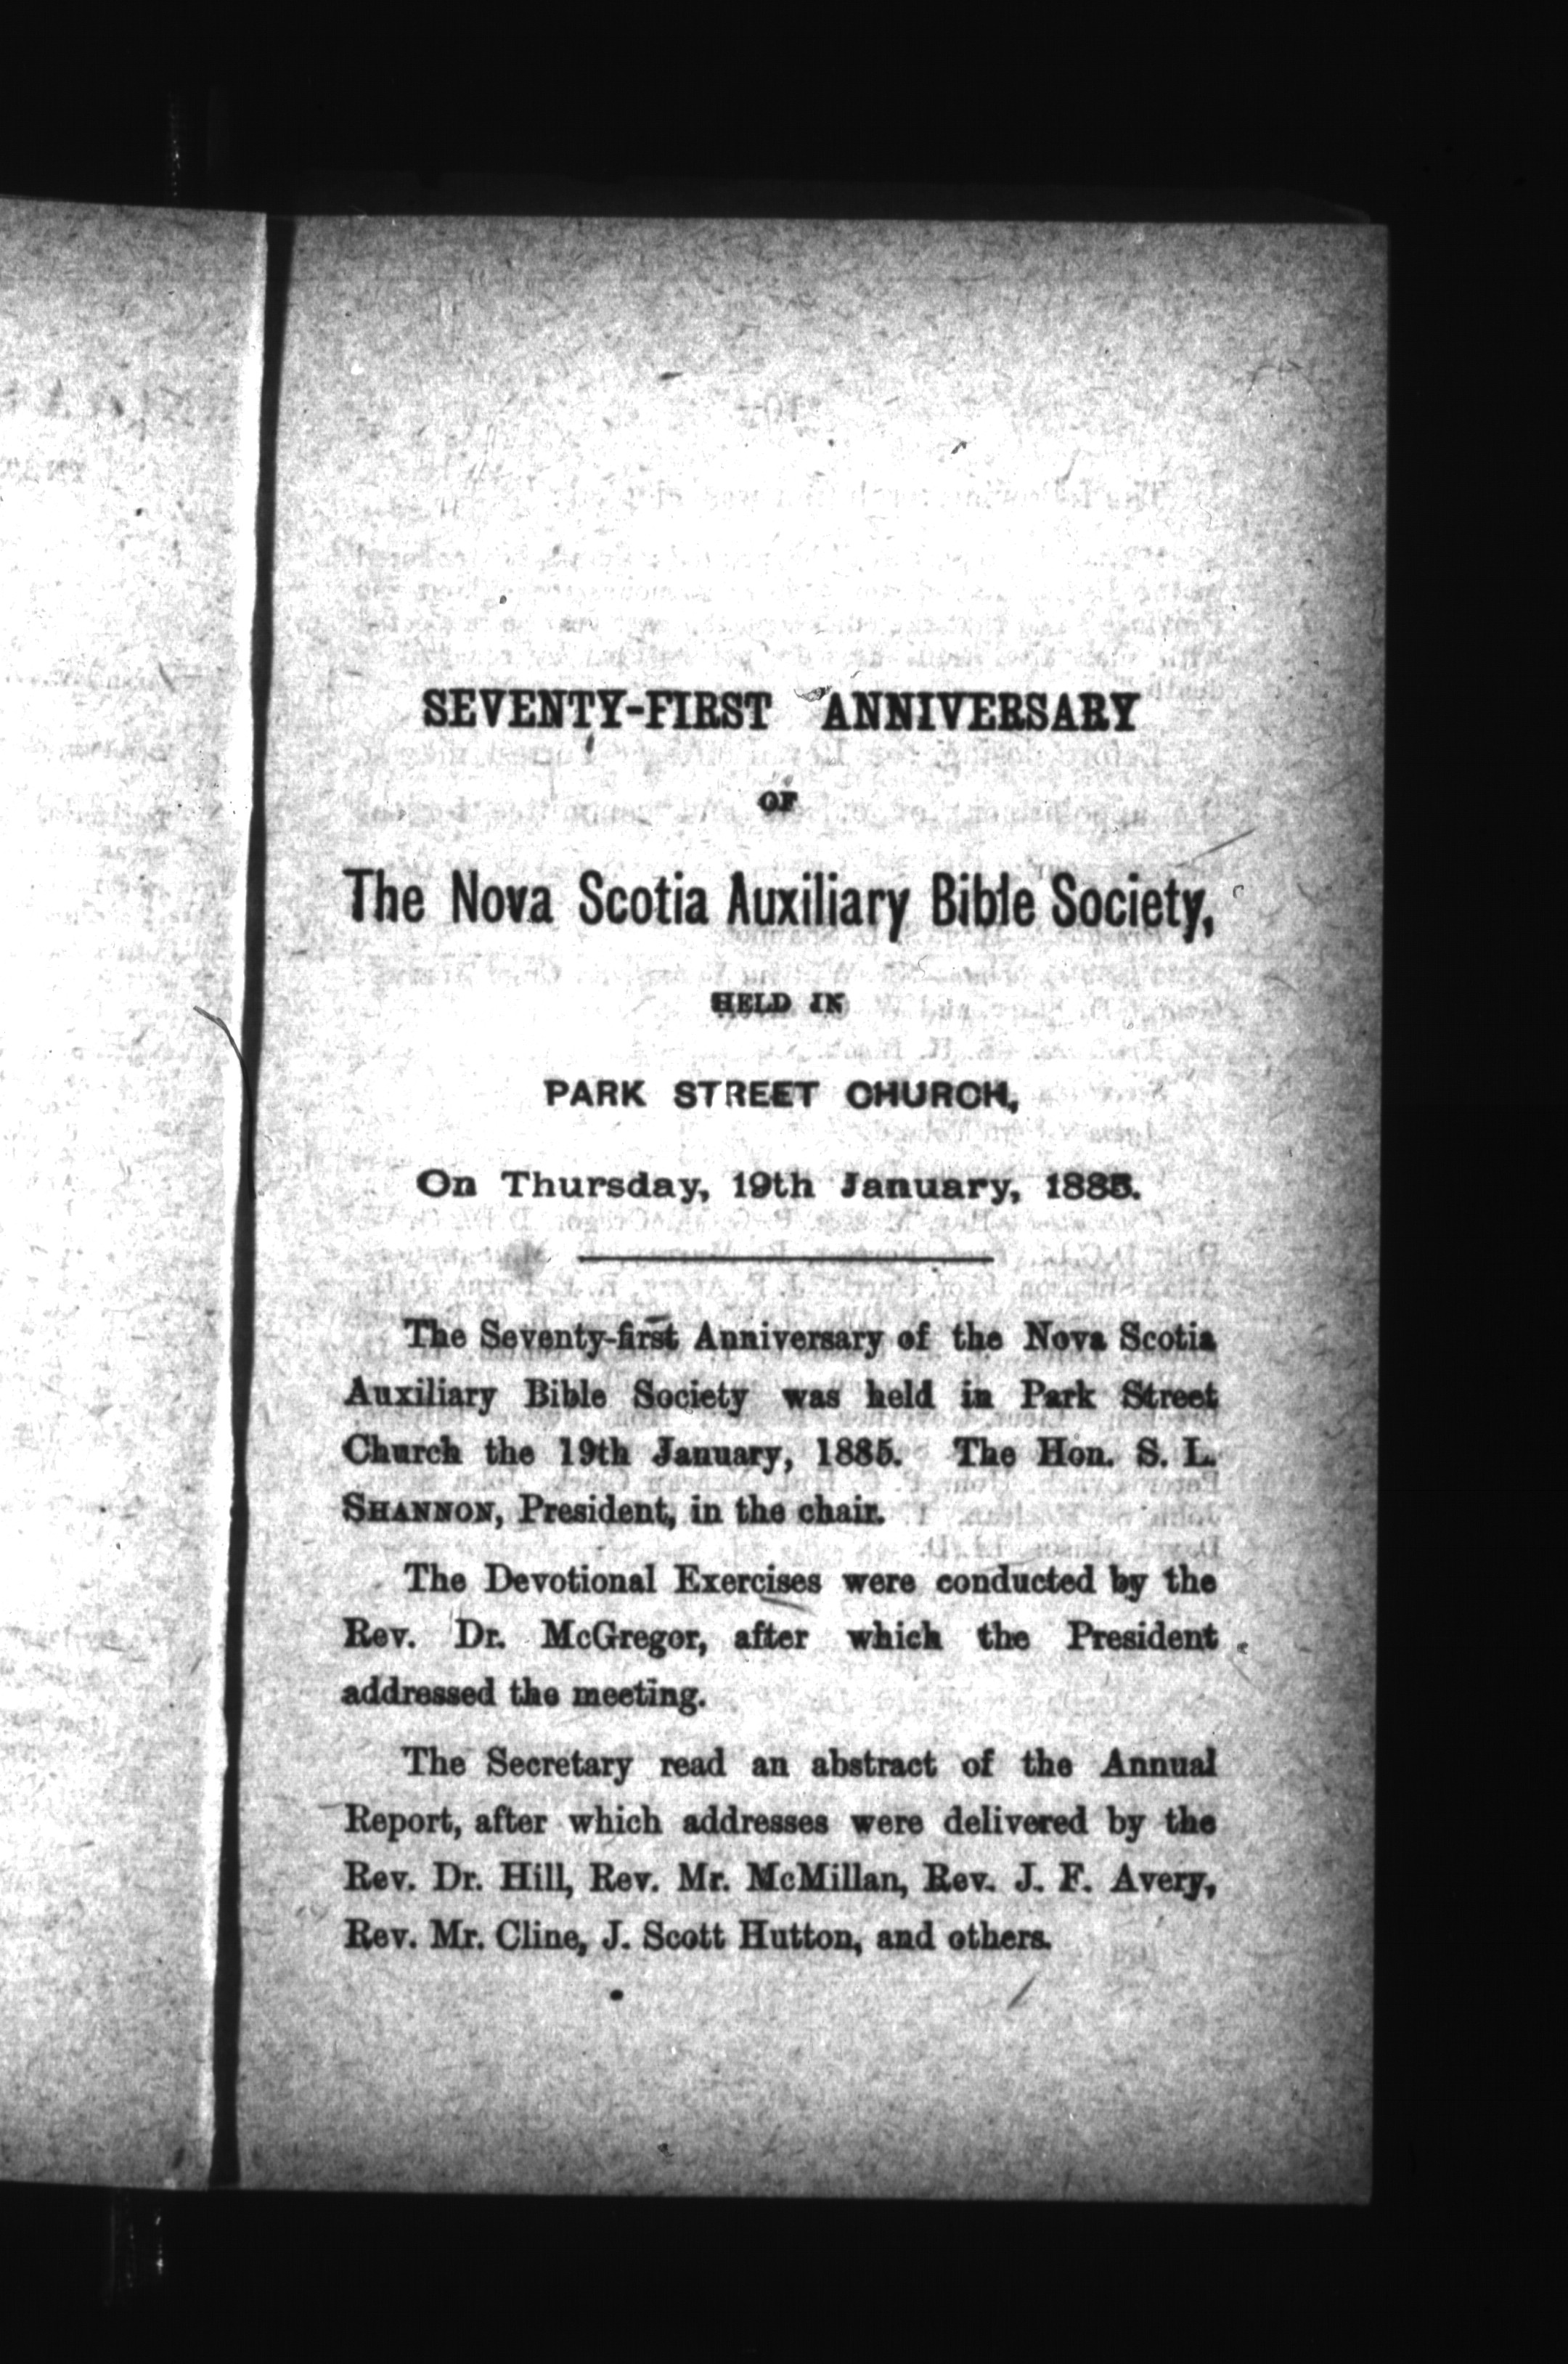 SEVENTY-FIRST ANNIVERSARY
OF
The Nova Scotia Auxiliary Bible Society,
HELD IN
PARK STREET CHURCH,
On Thursday, 19th January, 1885.
The Seventy-first Anniversary of the Nova Scotia
Auxiliary Bible Society was held in Park Street
Church the 19th January, 1885. The Hon. S. L.
SHANNON, President, in the chair.
The Devotional Exercises were conducted by the
Rev. Dr. McGregor, after which the President
addressed the meeting.
The Secretary read an abstract of the Annual
Report, after which addresses were delivered by the
Rev. Dr. Hill, Rev. Mr. McMillan, Rev. J. F. Avery,
Rev. Mr. Cline, J. Scott Hutton, and others.